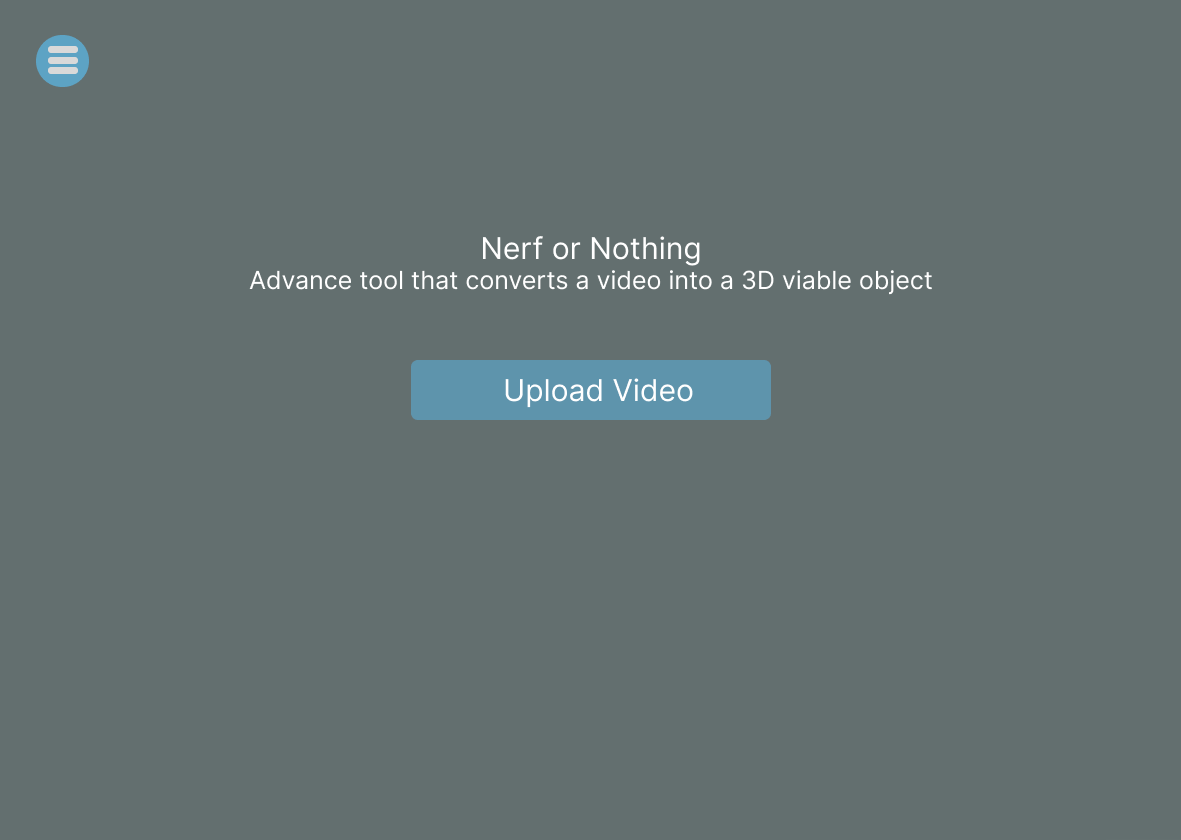 Nerf or Nothing
Advance tool that converts a video into a 3D viable object
Upload Video